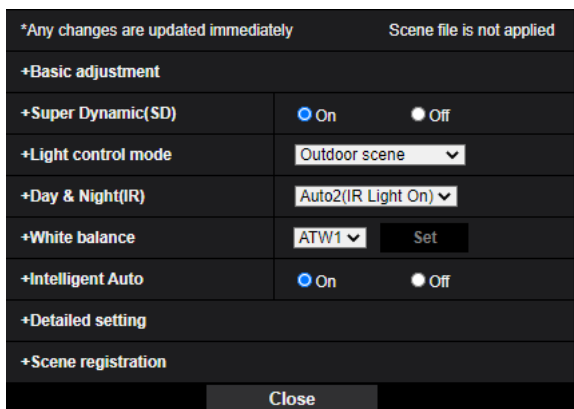 *Any changes are updated immediately Scene file is not applied
+Basic adjustment
+Super Dynamic(SD) On Off
+Light control mode Outdoor scene
+Day & Night(IR) Auto2(IR Light On)
+White balance ATW1 Set
+Intelligent Auto On Off
+Detailed setting
+Scene registration
Close